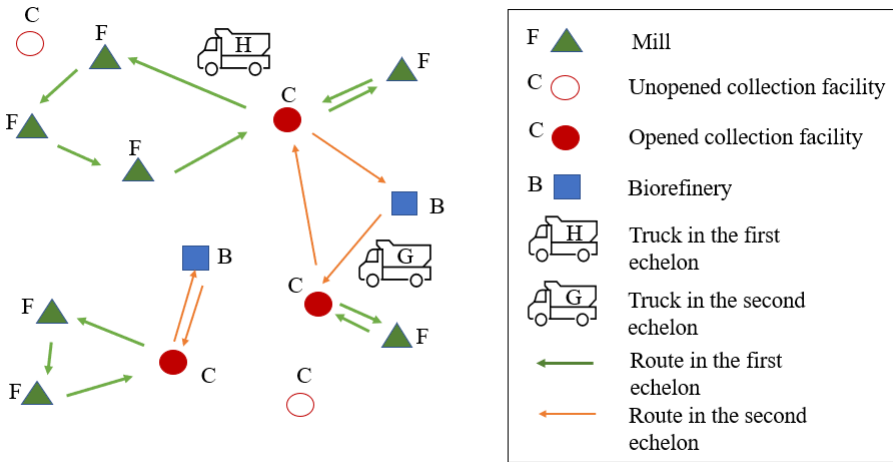 C
F
H
F
F
C
F
B
B
G
C
F
F
C
C
F
F
F Mill
C Unopened collection facility
C Opened collection facility
B Biorefinery
H Truck in the first
echelon
G Truck in the second
echelon
Route in the first
echelon
Route in the second
echelon